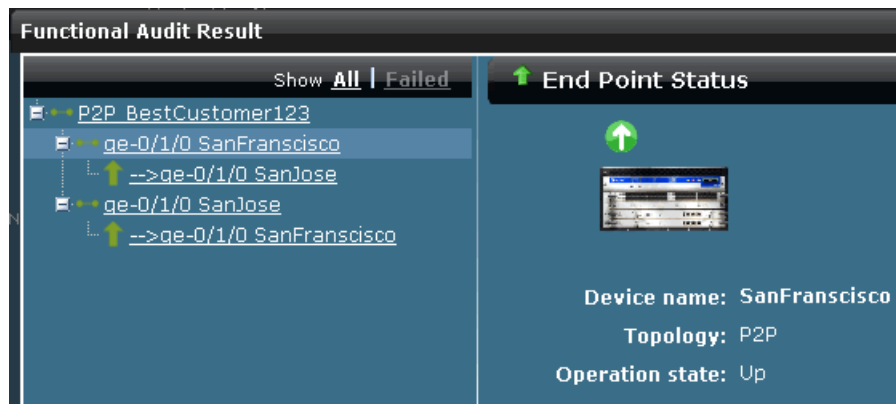 Functional Audit Result
Show All | Failed
P2P_BestCustomer123
ge-0/1/0 SanFranscisco
-->ge-0/1/0 SanJose
ge-0/1/0 SanJose
-->ge-0/1/0 SanFranscisco
End Point Status
Device name: SanFranscisco
Topology: P2P
Operation state: Up